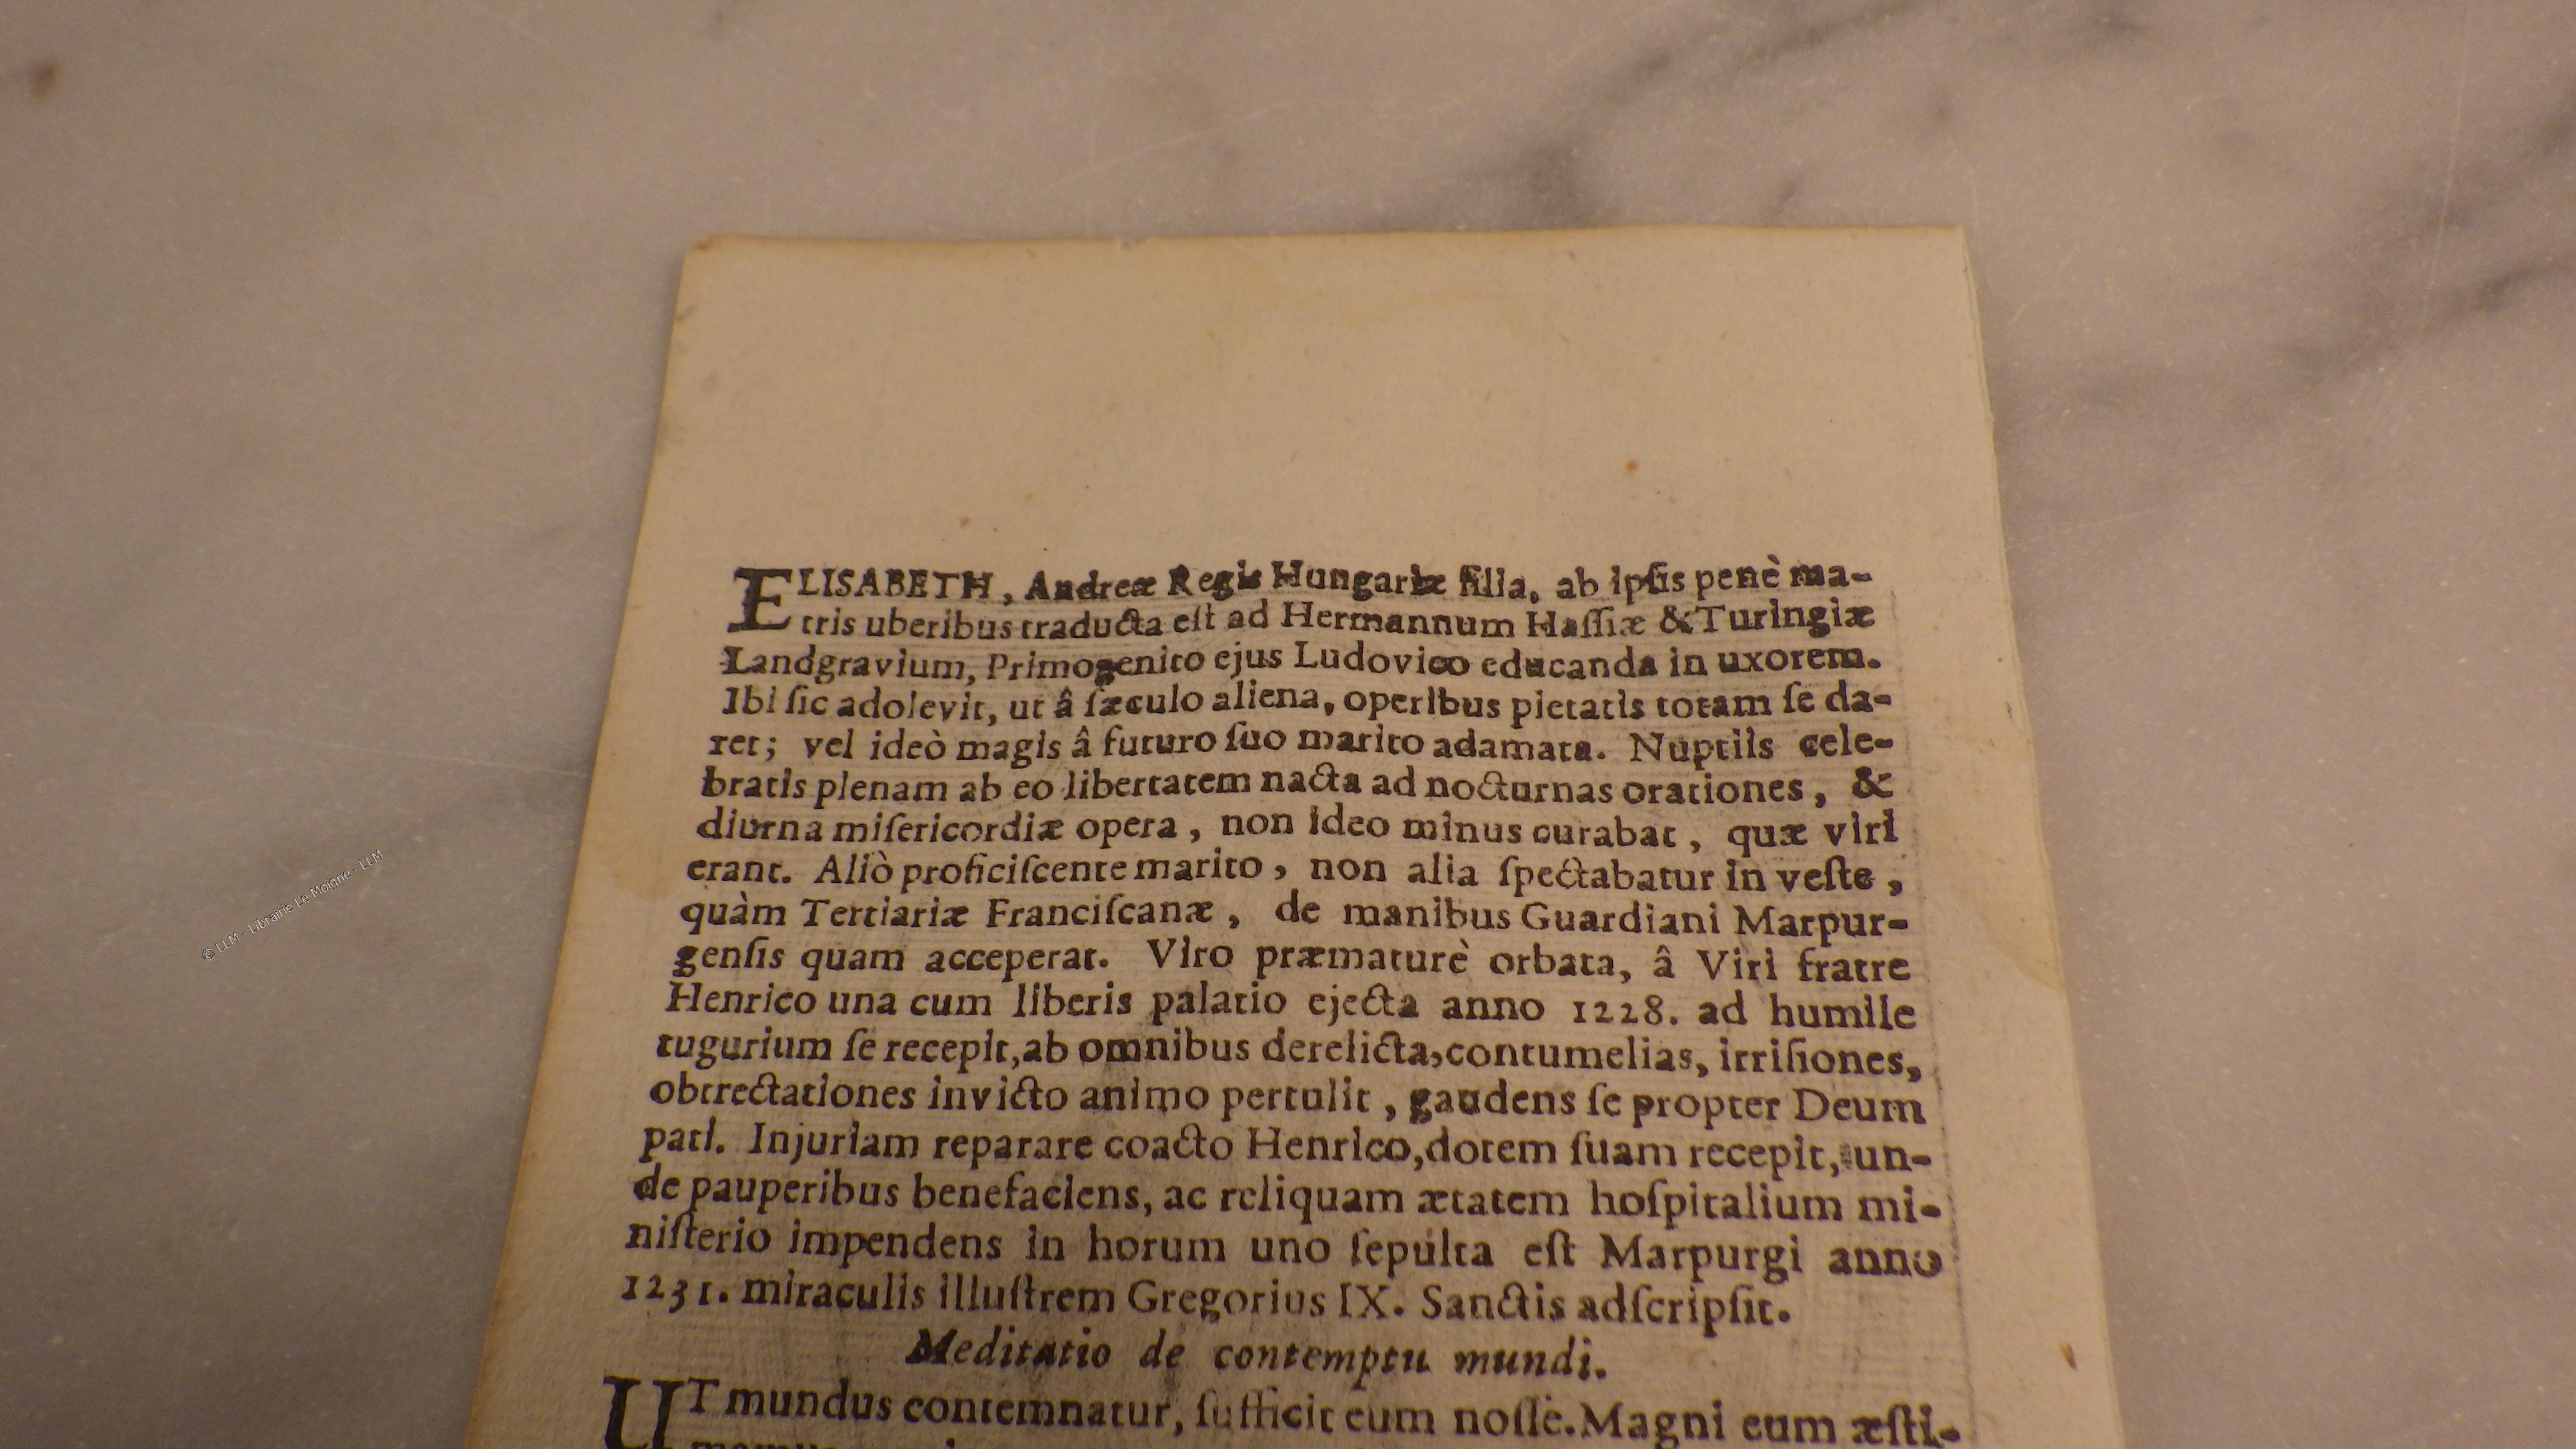 ELISABETH, Andreæ Regis Hungariæ filia, ab ipſis penè ma-
tris uberibus traducta eſt ad Hermannum Haſſiæ & Turingiæ
Landgravium, Primogenito ejus Ludovico educanda in uxorem.
Ibi ſic adolevit, ut â ſæculo aliena, operibus pietatis totam ſe da-
ret; vel ideò magis â futuro ſuo marito adamata. Nuptiis cele-
bratis plenam ab eo libertatem nacta ad nocturnas orationes, &
diurna miſericordiæ opera, non ideo minus curabat, quæ viri
erant. Aliò proficiſcente marito, non alia ſpectabatur in veſte,
quàm Tertiariæ Franciſcanæ, de manibus Guardiani Marpur-
genſis quam acceperat. Viro præmaturè orbata, â Viri fratre
Henrico una cum liberis palatio ejecta anno 1228. ad humile
tugurium ſe recepit, ab omnibus derelicta, contumelias, irriſiones,
obtrectationes invicto animo pertulit, gaudens ſe propter Deum
pati. Injuriam reparare coacto Henrico, dotem ſuam recepit, un-
de pauperibus benefaciens, ac reliquam ætatem hoſpitalium mi-
niſterio impendens in horum uno ſepulta eſt Marpurgi anno
1231. miraculis illuſtrem Gregorius IX. Sanctis adſcripſit.
Meditatio de contemptu mundi.
UT mundus contemnatur, ſufficit eum noſſe. Magni eum æſti-
© LLM - Librairie Le Moigne - LLM